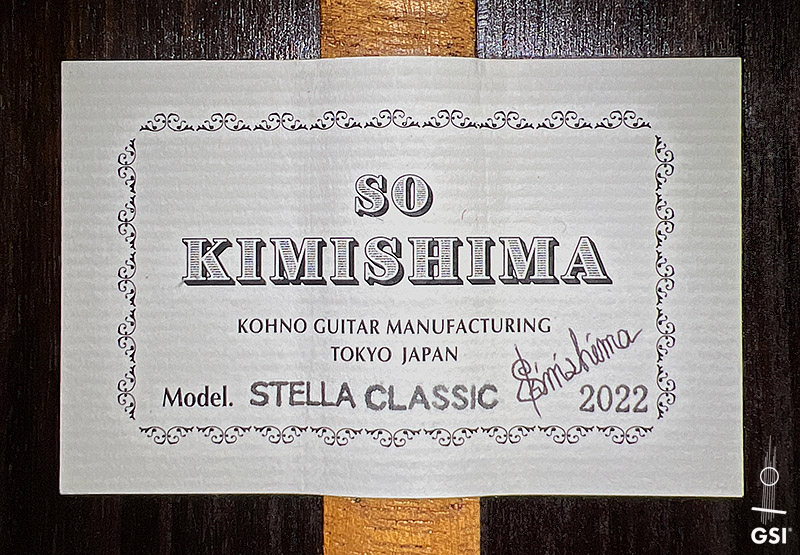 SO
KIMISHIMA
KOHNO GUITAR MANUFACTURING
TOKYO JAPAN
Model. STELLA CLASSIC Kimishima 2022
GSI